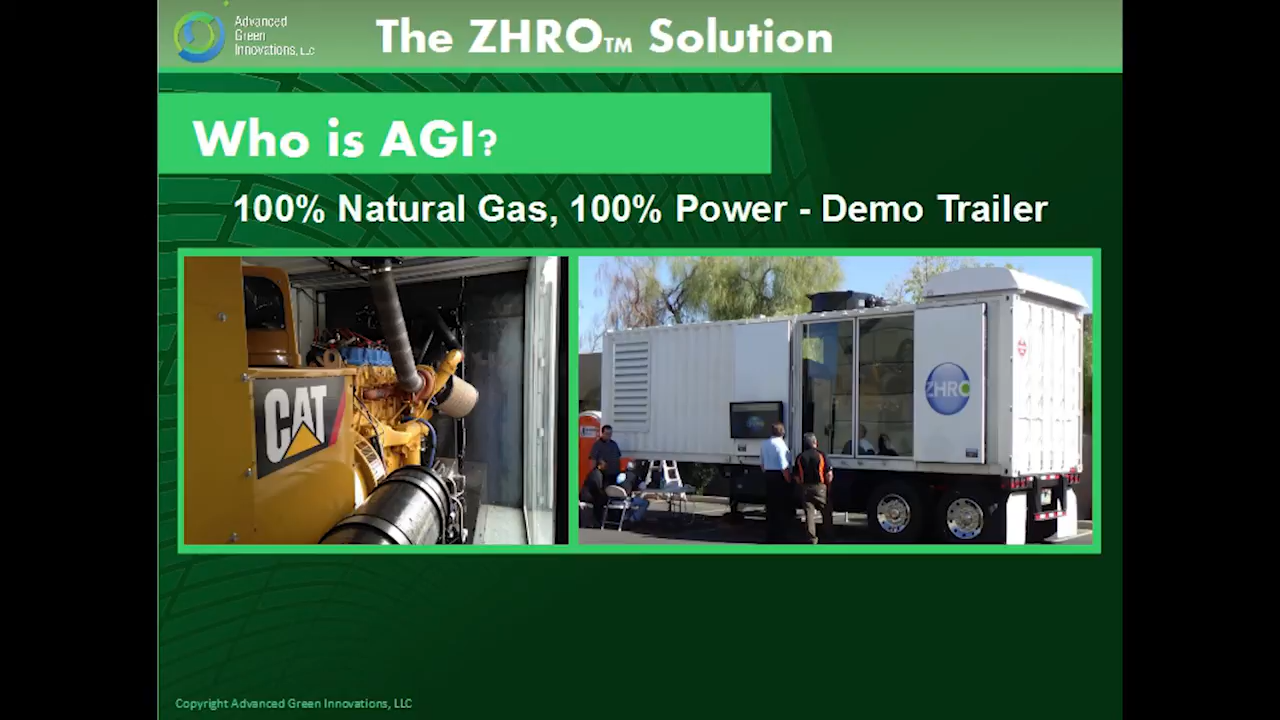 Advanced
Green
Innovations, LLC
The ZHRO™ Solution
Who is AGI?
100% Natural Gas, 100% Power - Demo Trailer
CAT
ZHRO
Copyright Advanced Green Innovations, LLC